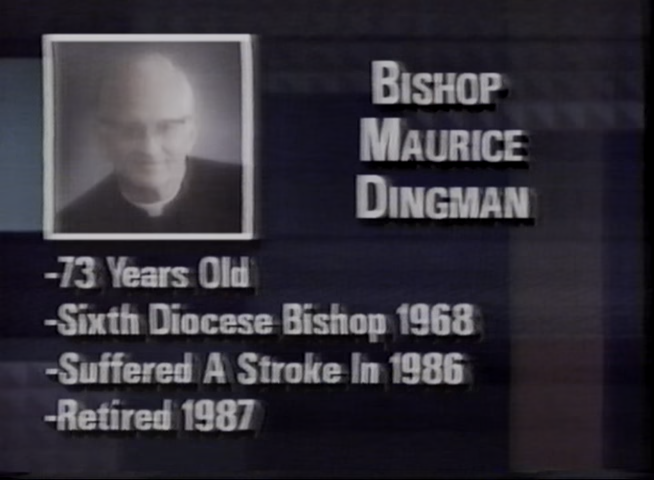 BISHOP
MAURICE
DINGMAN
-73 Years Old
-Sixth Diocese Bishop 1968
-Suffered A Stroke In 1986
-Retired 1987